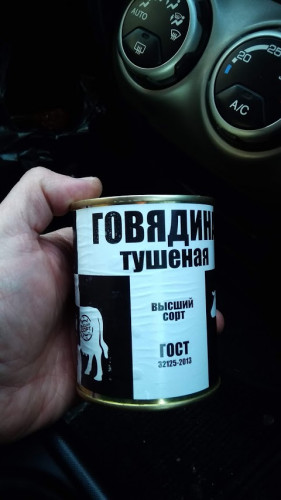 AUTO
20
25
A/C
ГОВЯДИНА
тушеная
ВЫСШИЙ
СОРТ
ГОСТ
32125-2013